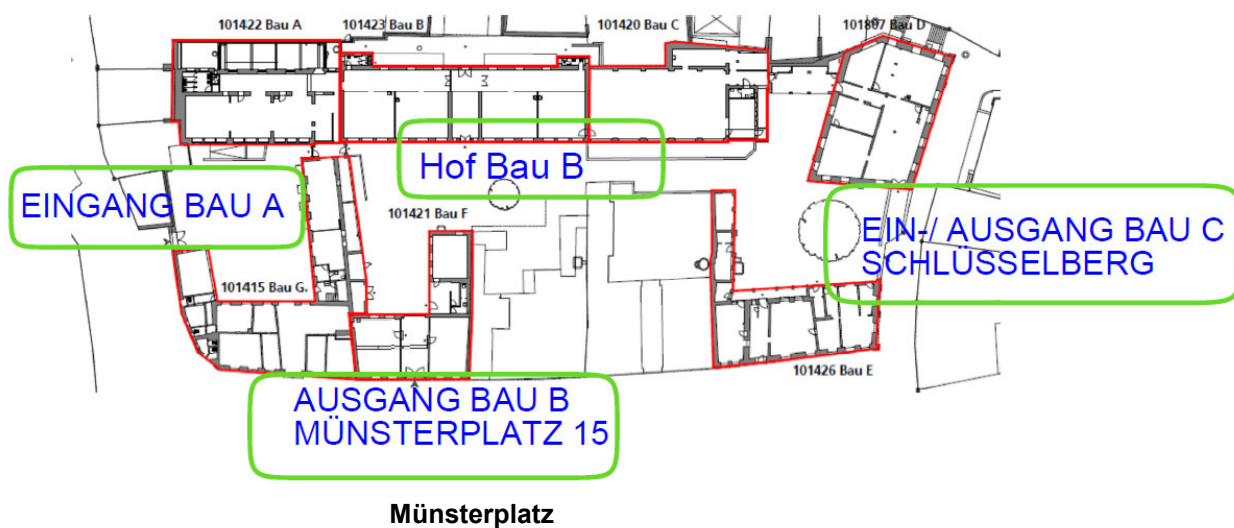 101422 Bau A
101423 Bau B
101420 Bau C
101807 Bau D
Hof Bau B
EINGANG BAU A
101421 Bau F
EIN-/ AUSGANG BAU C
SCHLÜSSELBERG
101415 Bau G
101426 Bau E
AUSGANG BAU B
MÜNSTERPLATZ 15
Münsterplatz